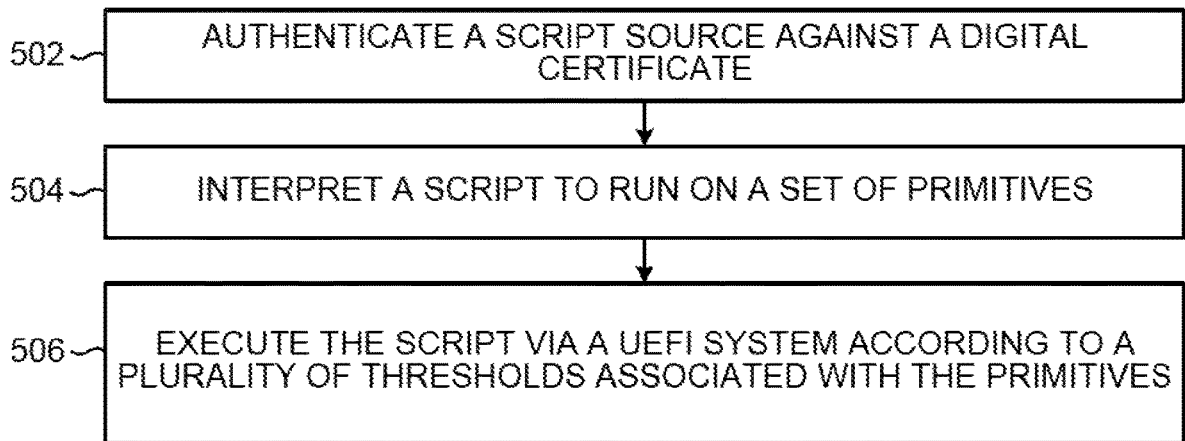 502
AUTHENTICATE A SCRIPT SOURCE AGAINST A DIGITAL
CERTIFICATE
504
INTERPRET A SCRIPT TO RUN ON A SET OF PRIMITIVES
506
EXECUTE THE SCRIPT VIA A UEFI SYSTEM ACCORDING TO A
PLURALITY OF THRESHOLDS ASSOCIATED WITH THE PRIMITIVES